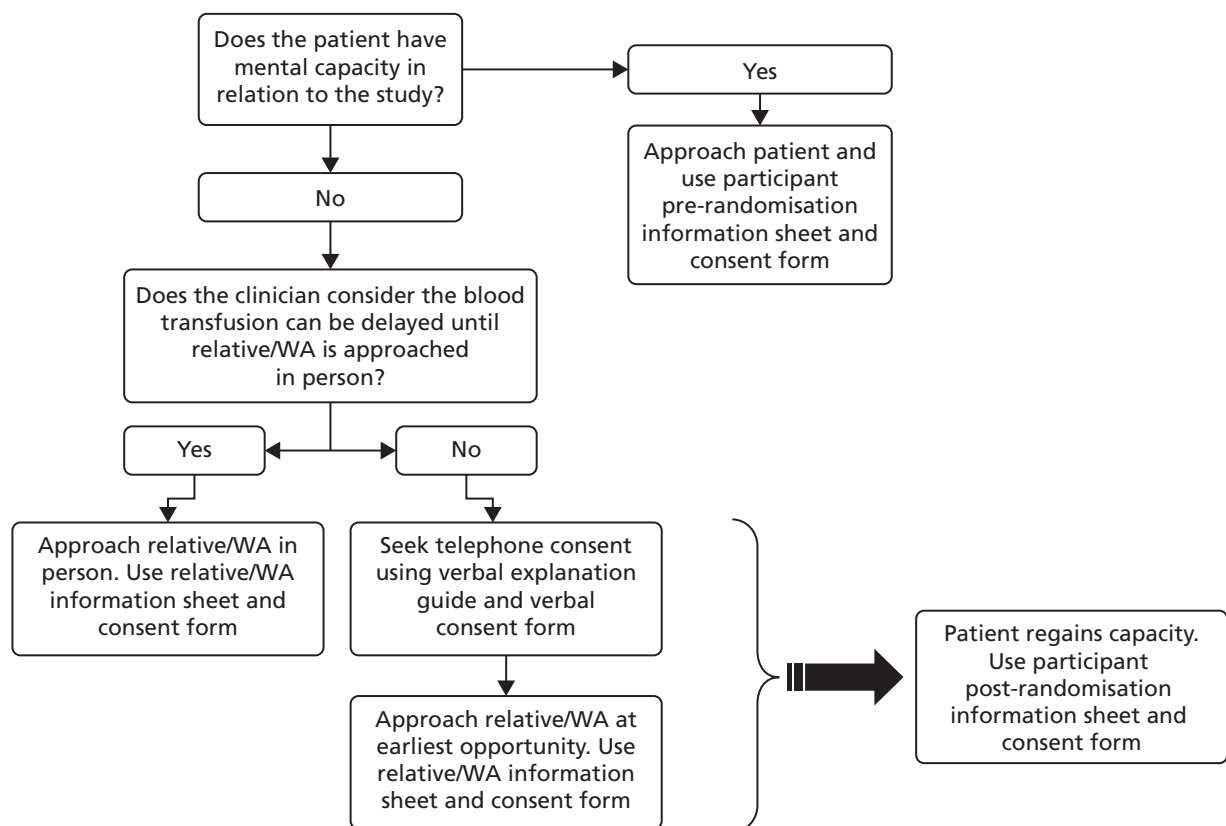 Does the patient have
mental capacity in
relation to the study?
Yes
Approach patient and
use participant
pre-randomisation
information sheet and
consent form
No
Does the clinician consider the blood
transfusion can be delayed until
relative/WA is approached
in person?
Yes
No
Approach relative/WA in
person. Use relative/WA
information sheet and
consent form
Seek telephone consent
using verbal explanation
guide and verbal
consent form
Approach relative/WA at
earliest opportunity. Use
relative/WA information
sheet and consent form
Patient regains capacity.
Use participant
post-randomisation
information sheet and
consent form